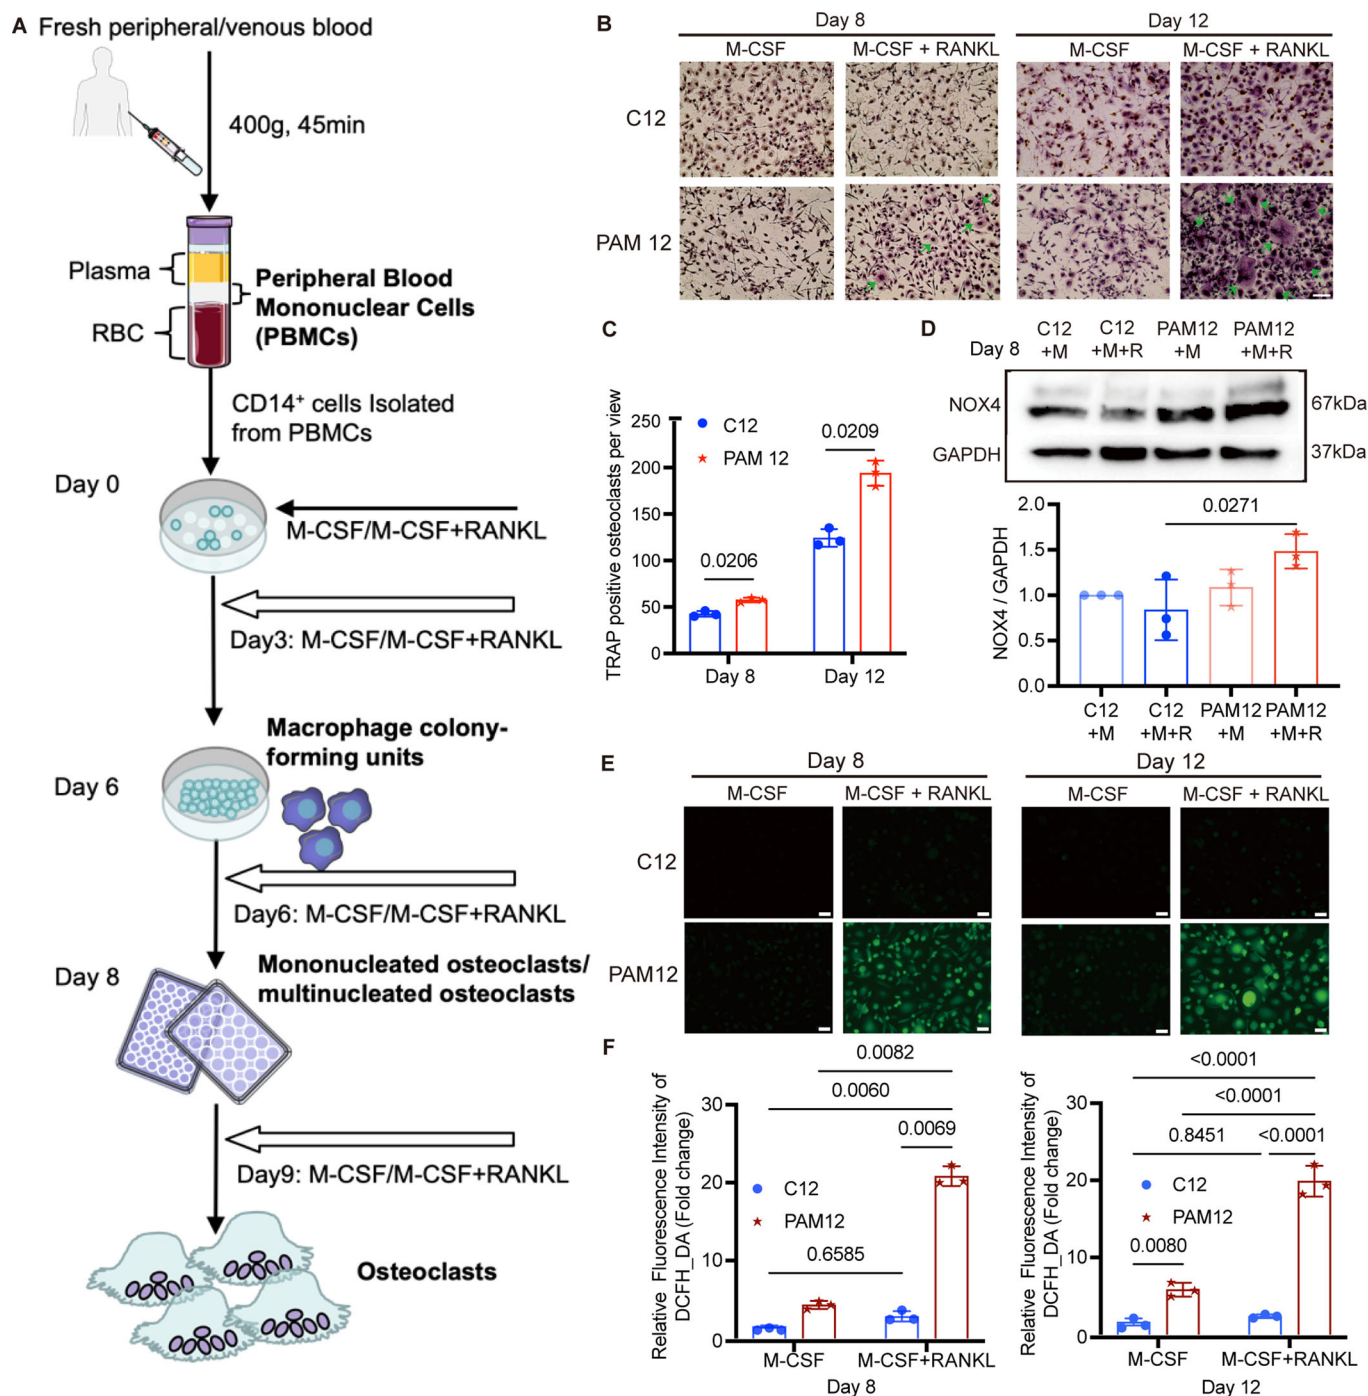 A
Fresh peripheral/venous blood
400g, 45min
Plasma
RBC
Peripheral Blood
Mononuclear Cells
(PBMCs)
CD14⁺ cells Isolated
from PBMCs
Day 0
M-CSF/M-CSF+RANKL
Day3: M-CSF/M-CSF+RANKL
Macrophage colony-
forming units
Day 6
Day6: M-CSF/M-CSF+RANKL
Day 8
Mononucleated osteoclasts/
multinucleated osteoclasts
Day9: M-CSF/M-CSF+RANKL
Osteoclasts
B
Day 8
Day 12
M-CSF
M-CSF + RANKL
M-CSF
M-CSF + RANKL
C12
PAM 12
C
TRAP positive osteoclasts per view
250
200
150
100
50
0
C12
PAM 12
0.0206
0.0209
Day 8
Day 12
D
Day 8
C12
+M
C12
+M+R
PAM12
+M
PAM12
+M+R
NOX4
67kDa
GAPDH
37kDa
NOX4 / GAPDH
2.0
1.5
1.0
0.5
0.0
0.0271
C12
+M
C12
+M+R
PAM12
+M
PAM12
+M+R
E
Day 8
Day 12
M-CSF
M-CSF + RANKL
M-CSF
M-CSF + RANKL
C12
PAM12
F
Relative Fluorescence Intensity of
DCFH_DA (Fold change)
30
20
10
0
0.0082
0.0060
0.0069
C12
PAM12
0.6585
M-CSF
M-CSF+RANKL
Day 8
Relative Fluorescence Intensity of
DCFH_DA (Fold change)
30
20
10
0
<0.0001
<0.0001
0.8451
<0.0001
C12
PAM12
0.0080
M-CSF
M-CSF+RANKL
Day 12